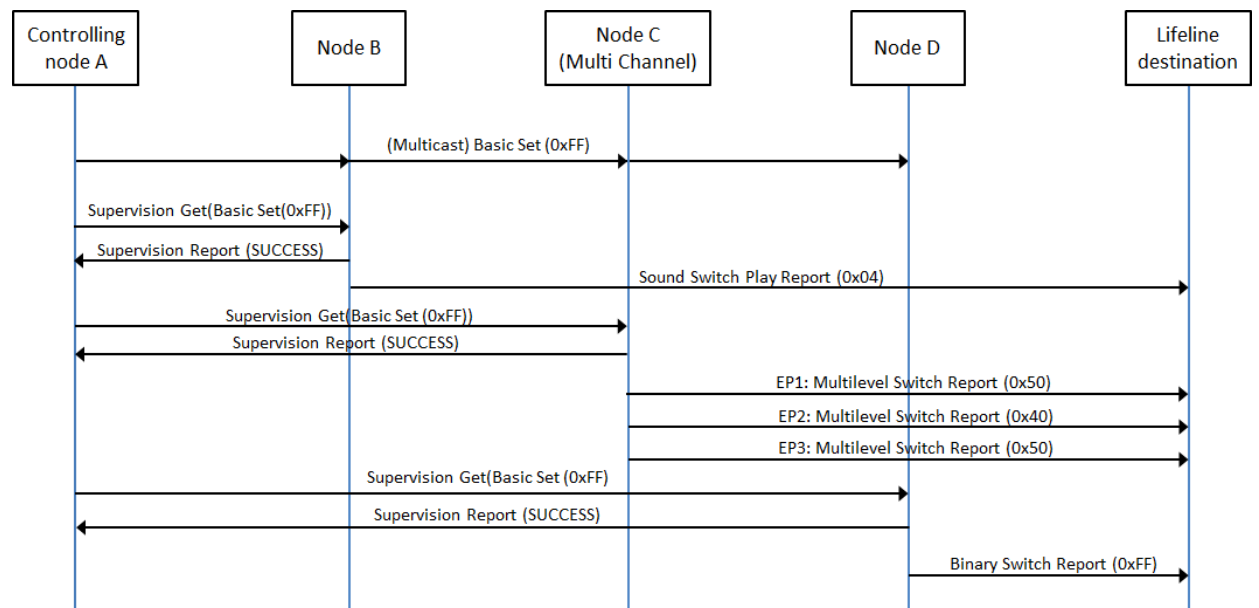 Controlling
node A
Node B
Node C
(Multi Channel)
Node D
Lifeline
destination
(Multicast) Basic Set (0xFF)
Supervision Get(Basic Set(0xFF))
Supervision Report (SUCCESS)
Sound Switch Play Report (0x04)
Supervision Get(Basic Set (0xFF))
Supervision Report (SUCCESS)
EP1: Multilevel Switch Report (0x50)
EP2: Multilevel Switch Report (0x40)
EP3: Multilevel Switch Report (0x50)
Supervision Get(Basic Set (0xFF)
Supervision Report (SUCCESS)
Binary Switch Report (0xFF)